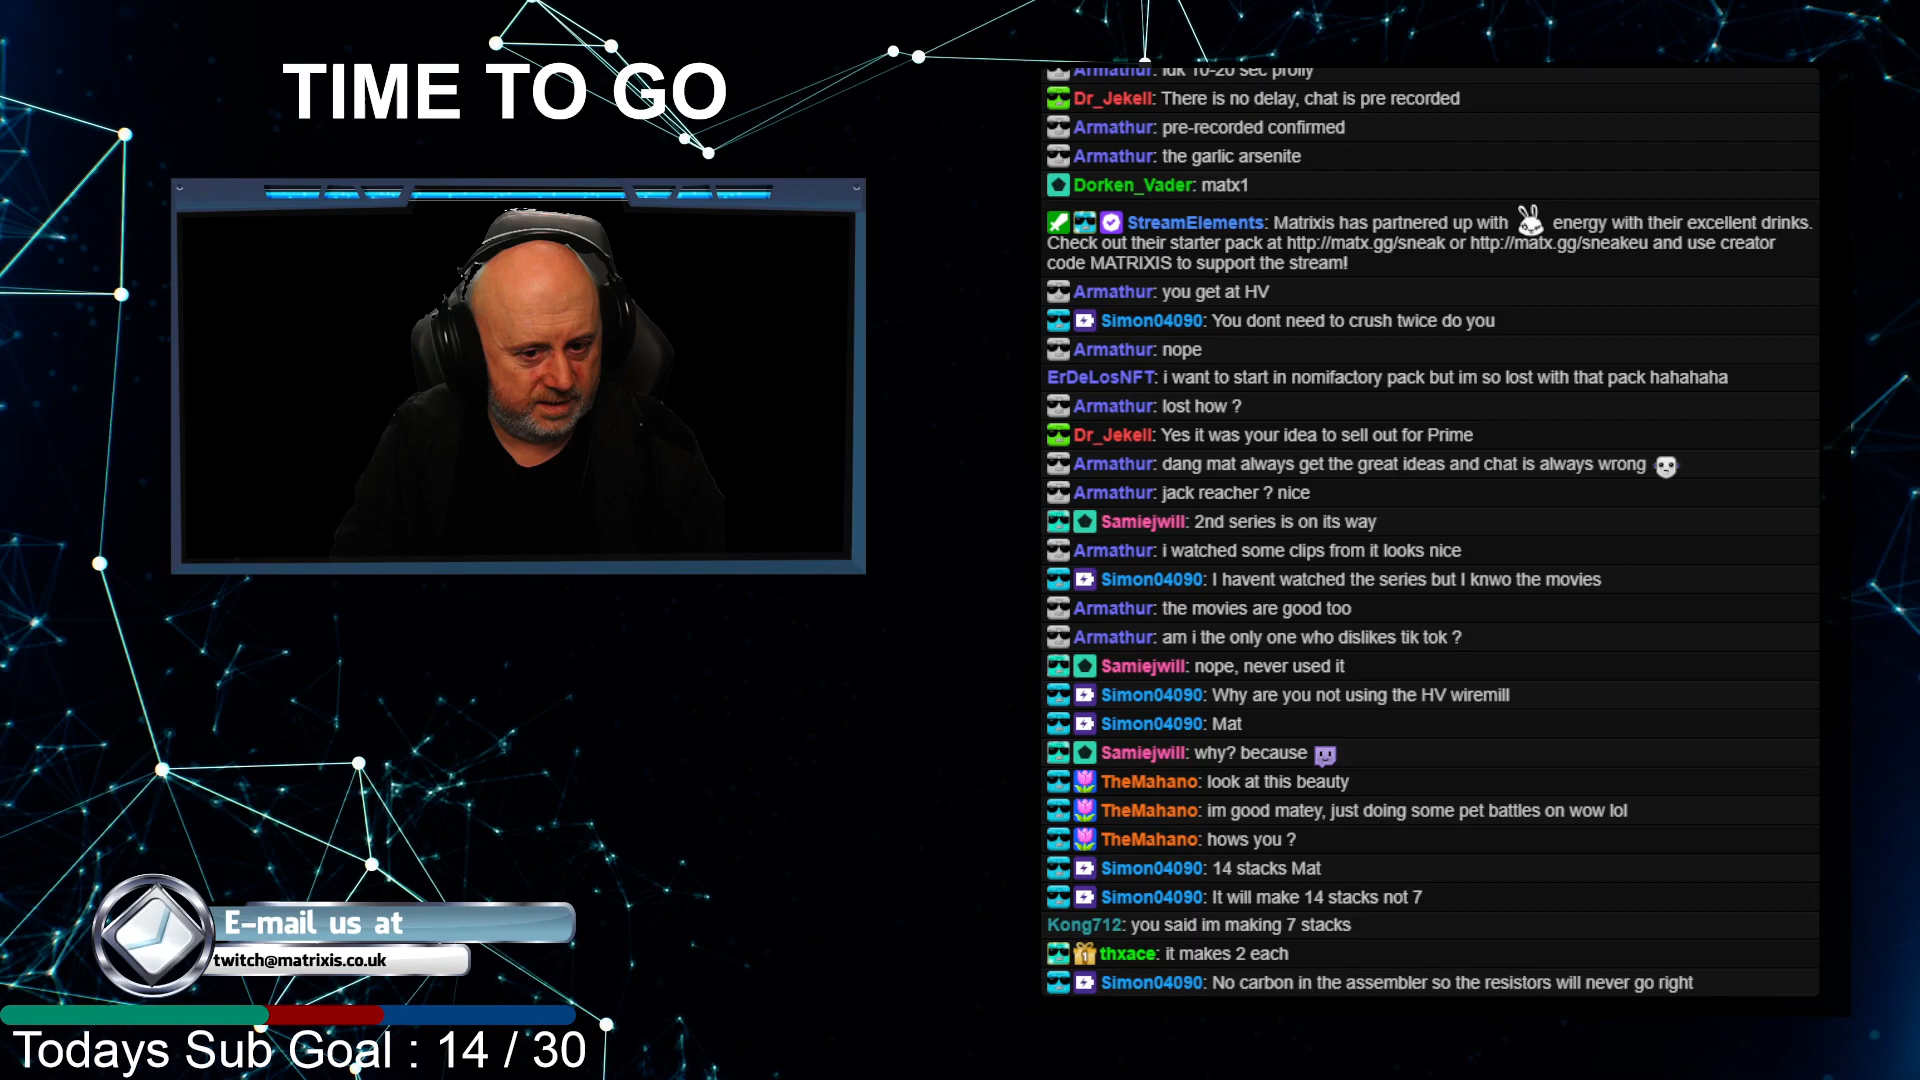 TIME TO GO
Armathur: idk 10-20 sec prolly
Dr_Jekell: There is no delay, chat is pre recorded
Armathur: pre-recorded confirmed
Armathur: the garlic arsenite
Dorken_Vader: matx1
StreamElements: Matrixis has partnered up with energy with their excellent drinks.
Check out their starter pack at http://matx.gg/sneak or http://matx.gg/sneakeu and use creator
code MATRIXIS to support the stream!
Armathur: you get at HV
Simon04090: You dont need to crush twice do you
Armathur: nope
ErDeLosNFT: i want to start in nomifactory pack but im so lost with that pack hahahaha
Armathur: lost how ?
Dr_Jekell: Yes it was your idea to sell out for Prime
Armathur: dang mat always get the great ideas and chat is always wrong
Armathur: jack reacher ? nice
Samiejwill: 2nd series is on its way
Armathur: i watched some clips from it looks nice
Simon04090: I havent watched the series but I knwo the movies
Armathur: the movies are good too
Armathur: am i the only one who dislikes tik tok ?
Samiejwill: nope, never used it
Simon04090: Why are you not using the HV wiremill
Simon04090: Mat
Samiejwill: why? because
TheMahano: look at this beauty
TheMahano: im good matey, just doing some pet battles on wow lol
TheMahano: hows you ?
Simon04090: 14 stacks Mat
Simon04090: It will make 14 stacks not 7
Kong712: you said im making 7 stacks
thxace: it makes 2 each
Simon04090: No carbon in the assembler so the resistors will never go right
E-mail us at
twitch@matrixis.co.uk
Todays Sub Goal : 14 / 30